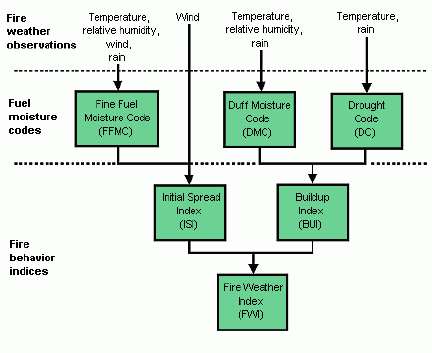 Fire
weather
observations
Temperature,
relative humidity,
wind,
rain
Wind
Temperature,
relative humidity,
rain
Temperature,
rain
Fuel
moisture
codes
Fine Fuel
Moisture Code
(FFMC)
Duff Moisture
Code
(DMC)
Drought
Code
(DC)
Fire
behavior
indices
Initial Spread
Index
(ISI)
Buildup
Index
(BUI)
Fire Weather
Index
(FWI)